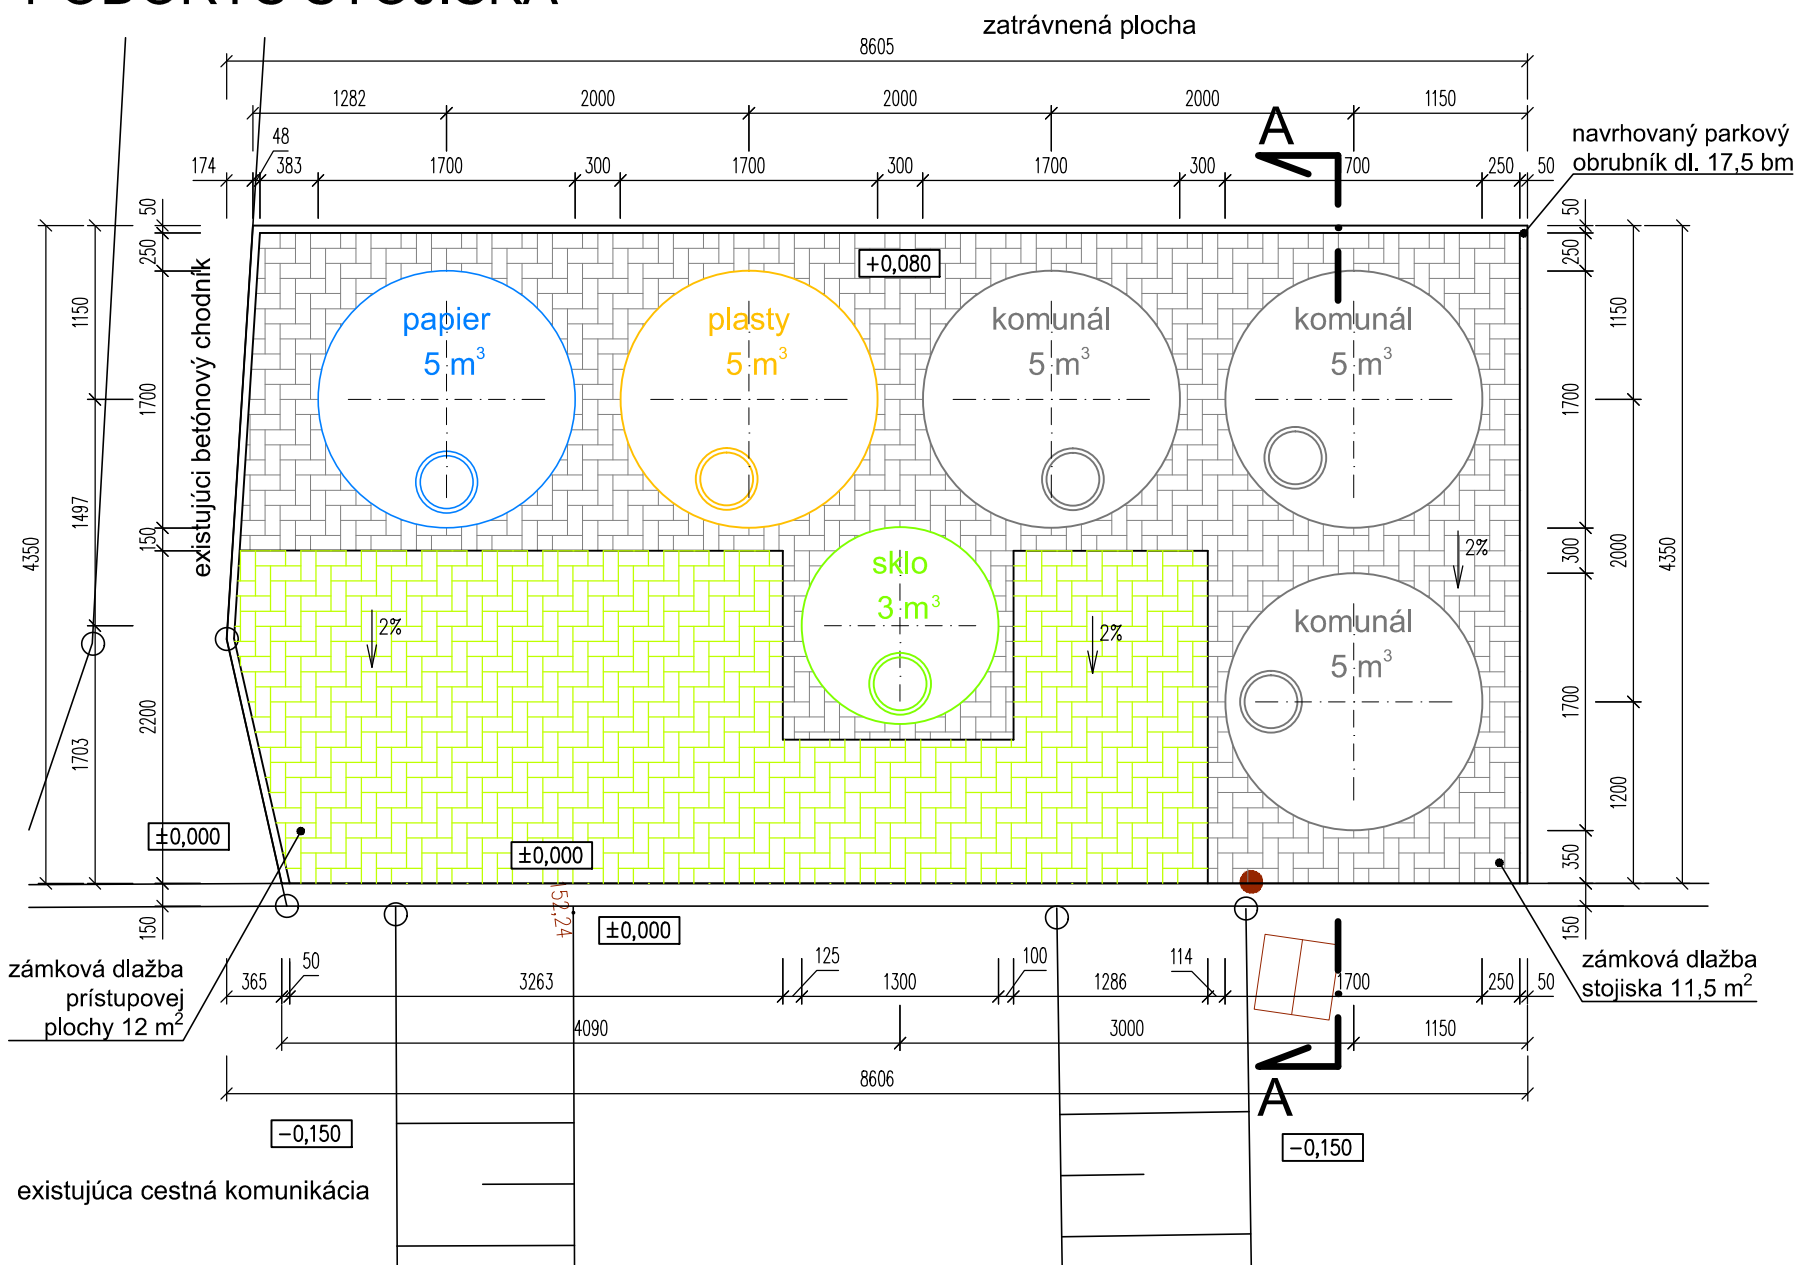 zatrávnená plocha
8605
1282
2000
2000
2000
1150
A
48
174
383
1700
300
1700
300
1700
300
700
250
50
navrhovaný parkový
obrubník dl. 17,5 bm
50
250
1150
1700
1497
150
4350
2200
1703
150
existujúci betónový chodník
+0,080
papier
5 m³
plasty
5 m³
komunál
5 m³
komunál
5 m³
sklo
3 m³
komunál
5 m³
2%
2%
2%
50
250
1150
1700
300
2000
4350
1700
1200
350
150
±0,000
±0,000
±0,000
52,24
zámková dlažba
prístupovej
plochy 12 m²
zámková dlažba
stojiska 11,5 m²
365
50
3263
125
1300
100
1286
114
1700
250
50
4090
3000
1150
8606
A
-0,150
-0,150
existujúca cestná komunikácia